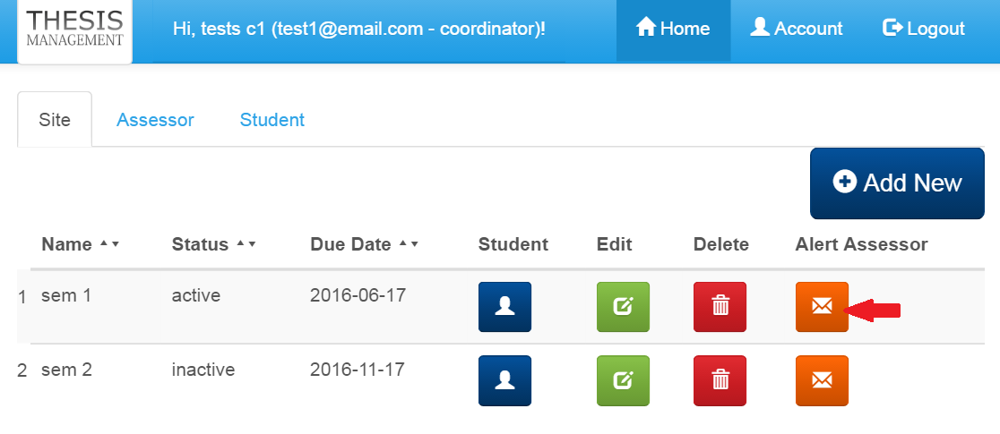 THESIS
MANAGEMENT
Hi, tests c1 (test1@email.com - coordinator)!
Home
Account
Logout
Site
Assessor
Student
Add New
Name Status Due Date Student Edit Delete Alert Assessor
1 sem 1 active 2016-06-17
2 sem 2 inactive 2016-11-17